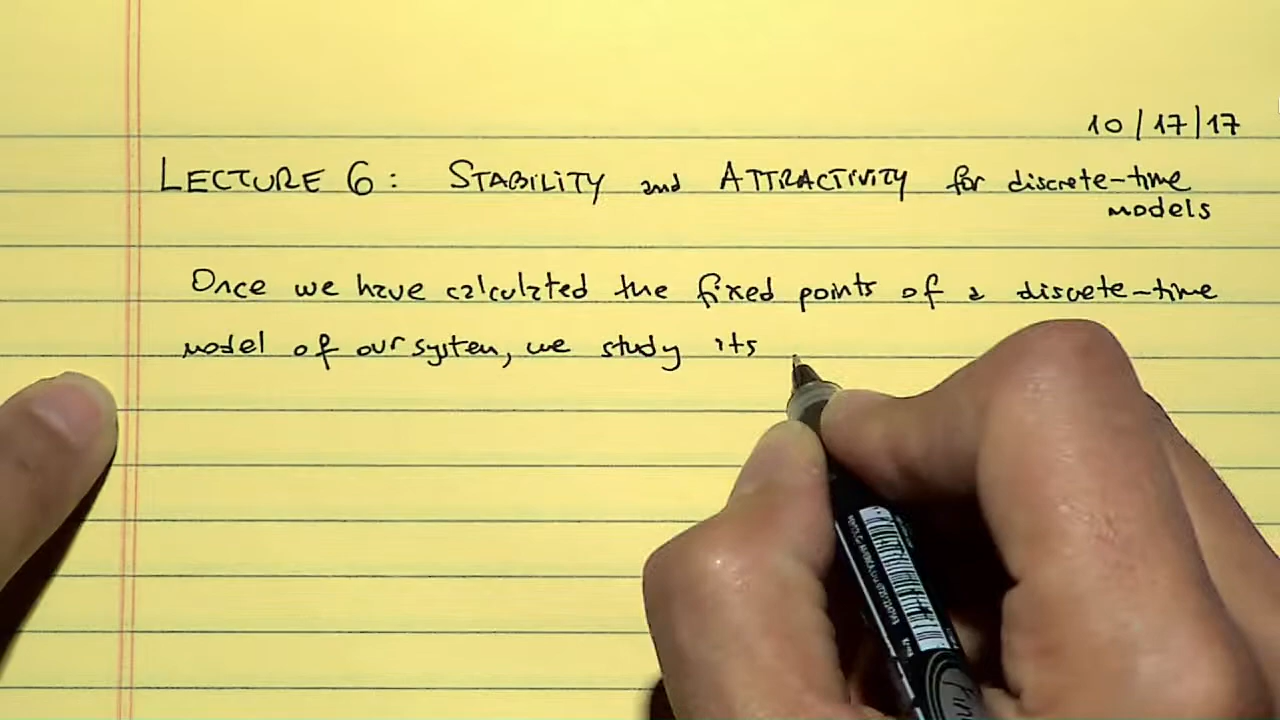 10/17/17
LECTURE 6: STABILITY and ATTRACTIVITY for discrete-time
models
Once we have calculated the fixed points of a discete-time
model of our system, we study its